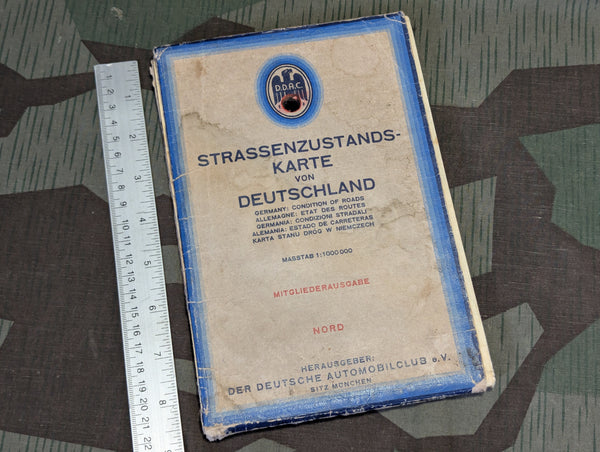 D.D.A.C.
STRASSENZUSTANDS-
KARTE
VON
DEUTSCHLAND
GERMANY: CONDITION OF ROADS
ALLEMAGNE: ETAT DES ROUTES
GERMANIA: CONDIZIONI STRADALI
ALEMANIA: ESTADO DE CARRETERAS
KARTA STANU DRÓG W NIEMCZECH
MASSTAB 1:1000000
MITGLIEDERAUSGABE
NORD
HERAUSGEBER:
DER DEUTSCHE AUTOMOBILCLUB e.V.
SITZ MÜNCHEN